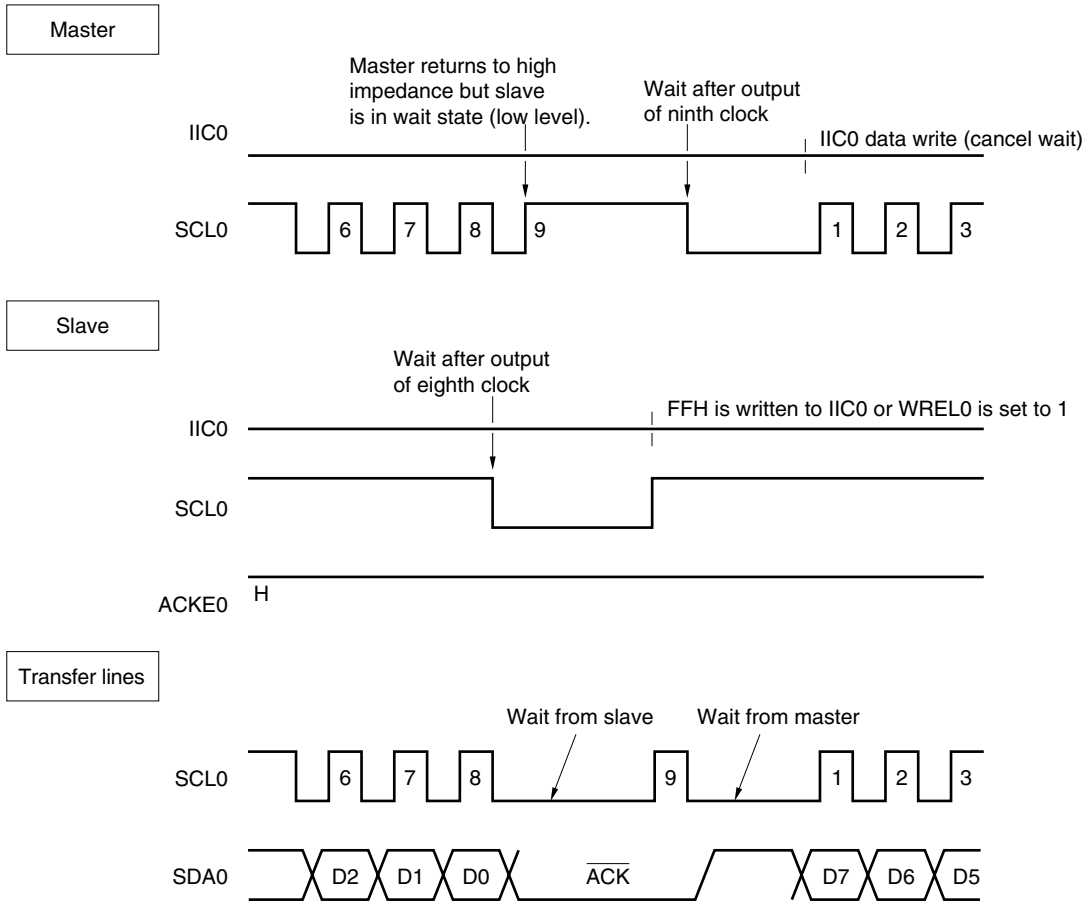 Master
Master returns to high
impedance but slave
is in wait state (low level).
Wait after output
of ninth clock
IIC0
IIC0 data write (cancel wait)
SCL0
6 7 8 9 1 2 3
Slave
Wait after output
of eighth clock
FFH is written to IIC0 or WREL0 is set to 1
IIC0
SCL0
H
ACKE0
Transfer lines
Wait from slave
Wait from master
SCL0
6 7 8 9 1 2 3
SDA0
D2 D1 D0 ACK D7 D6 D5